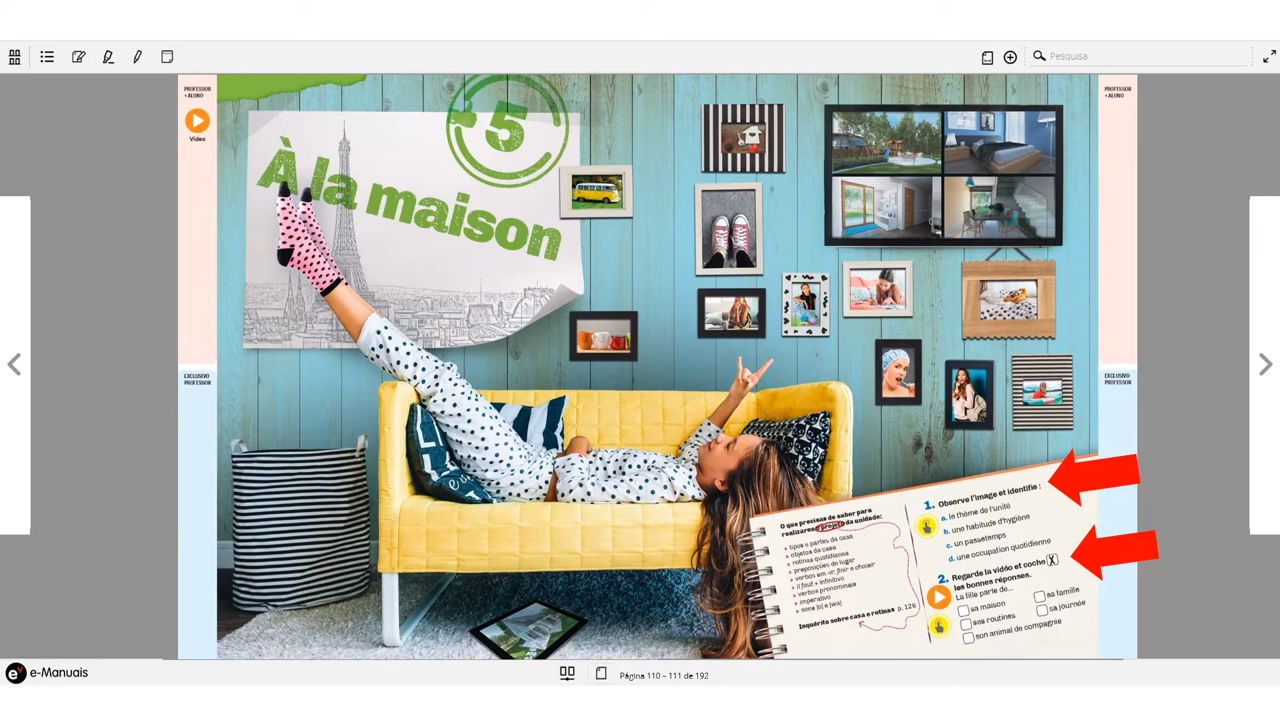 Pesquisa
PROFESSOR
+ ALUNO
Vídeo
5
À la maison
PROFESSOR
+ ALUNO
EXCLUSIVO
PROFESSOR
EXCLUSIVO
PROFESSOR
O que precisas de saber para
realizares o projeto da unidade:
tipos e partes da casa
objetos da casa
rotinas quotidianas
preposições de lugar
verbos em -ir: finir e choisir
il faut + infinitivo
verbos pronominais
imperativo
sons [o] e [wa]
Inquérito sobre casa e rotinas p. 126
1. Observe l'image et identifie :
a. le thème de l'unité
b. une habitude d'hygiène
c. un passetemps
d. une occupation quotidienne
2. Regarde la vidéo et coche X
les bonnes réponses.
La fille parle de...
sa maison
sa famille
ses routines
sa journée
son animal de compagnie
e-Manuais
Página 110 – 111 de 192